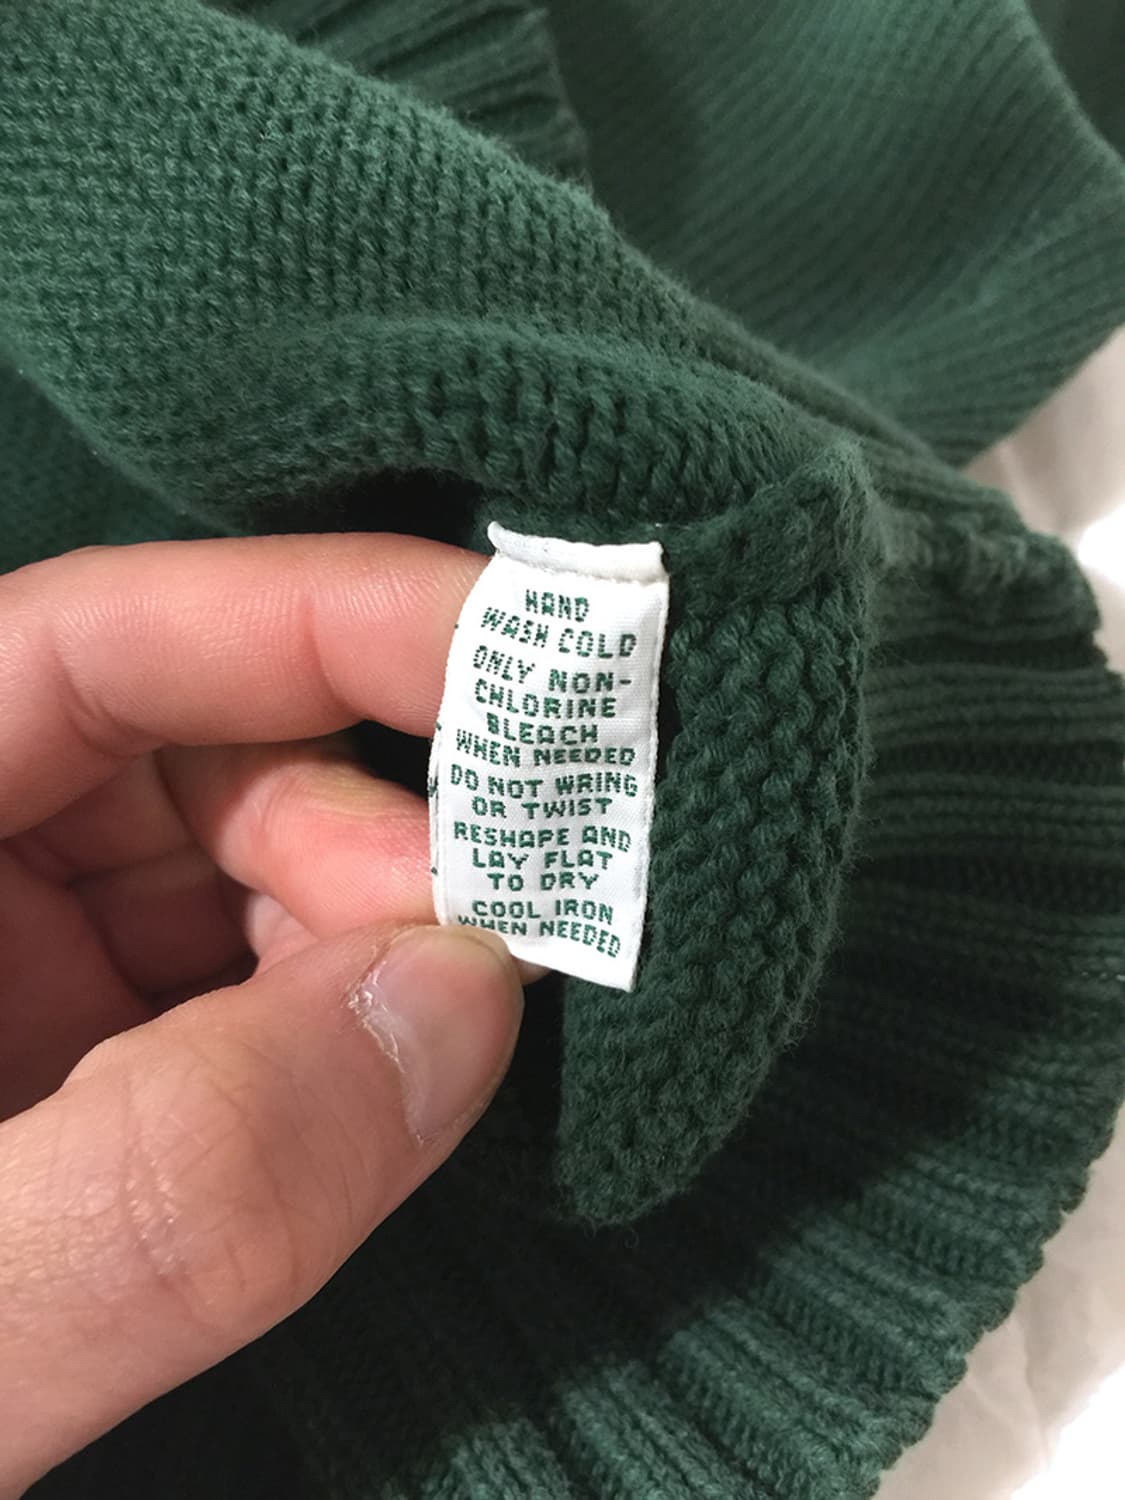 HAND
WASH COLD
ONLY NON-
CHLORINE
BLEACH
WHEN NEEDED
DO NOT WRING
OR TWIST
RESHAPE AND
LAY FLAT
TO DRY
COOL IRON
WHEN NEEDED